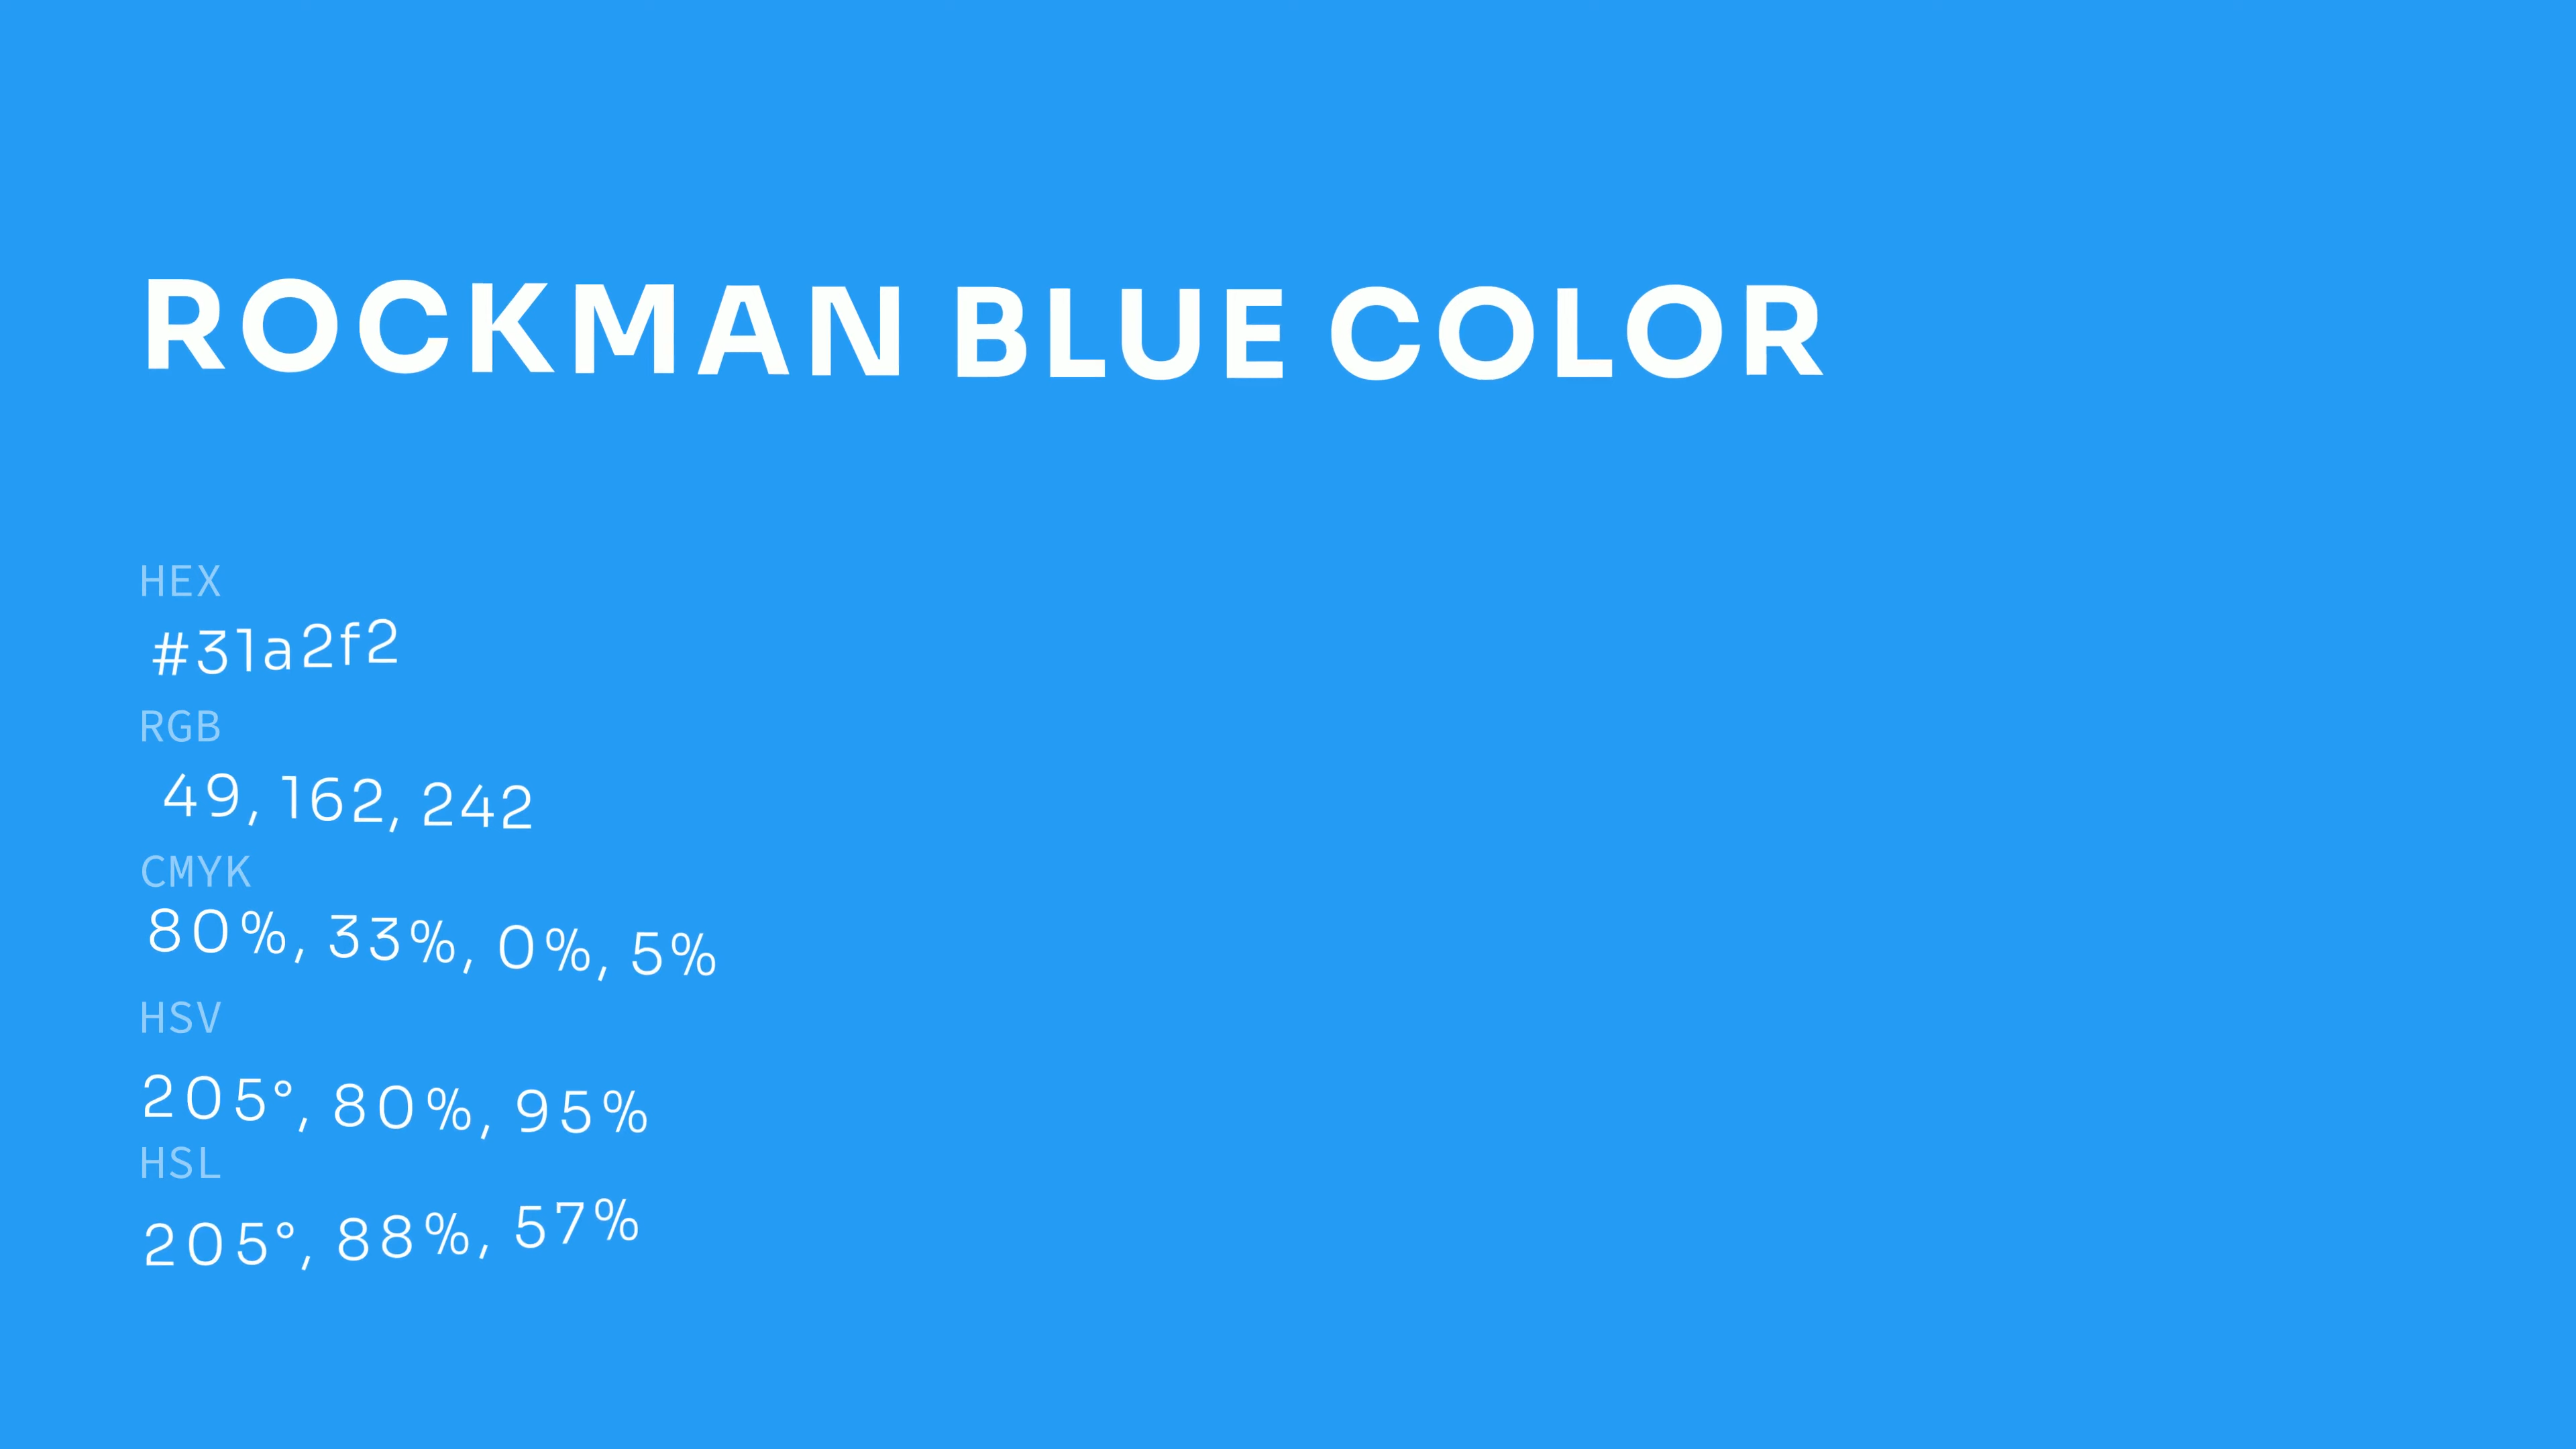 ROCKMAN BLUE COLOR
HEX
#31a2f2
RGB
49, 162, 242
CMYK
80%, 33%, 0%, 5%
HSV
205°, 80%, 95%
HSL
205°, 88%, 57%